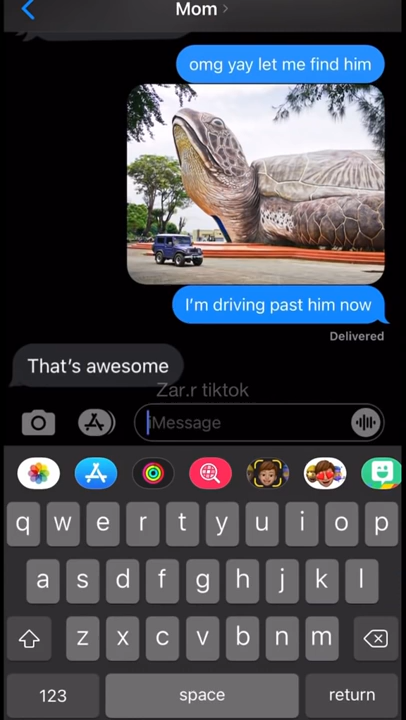 Mom
omg yay let me find him
I'm driving past him now
Delivered
That's awesome
Zar.r tiktok
iMessage
q w e r t y u i o p
a s d f g h j k l
z x c v b n m
123 space return